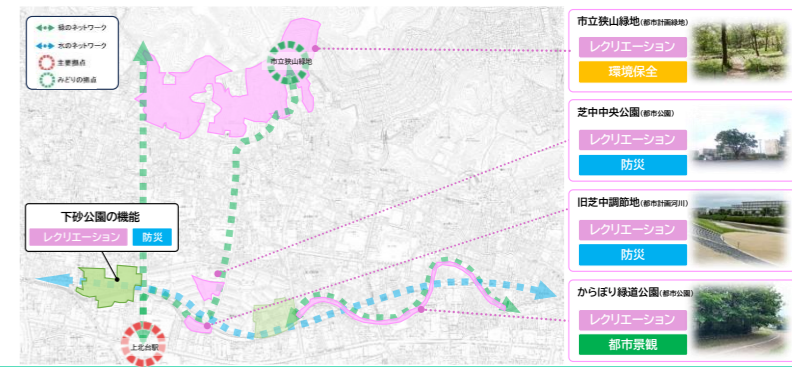 緑のネットワーク
水のネットワーク
主要拠点
みどりの拠点
市立狭山緑地
下砂公園の機能
レクリエーション 防災
上北台駅
市立狭山緑地(都市計画緑地)
レクリエーション
環境保全
芝中中央公園(都市公園)
レクリエーション
防災
旧芝中調節地(都市計画河川)
レクリエーション
防災
からぼり緑道公園(都市公園)
レクリエーション
都市景観